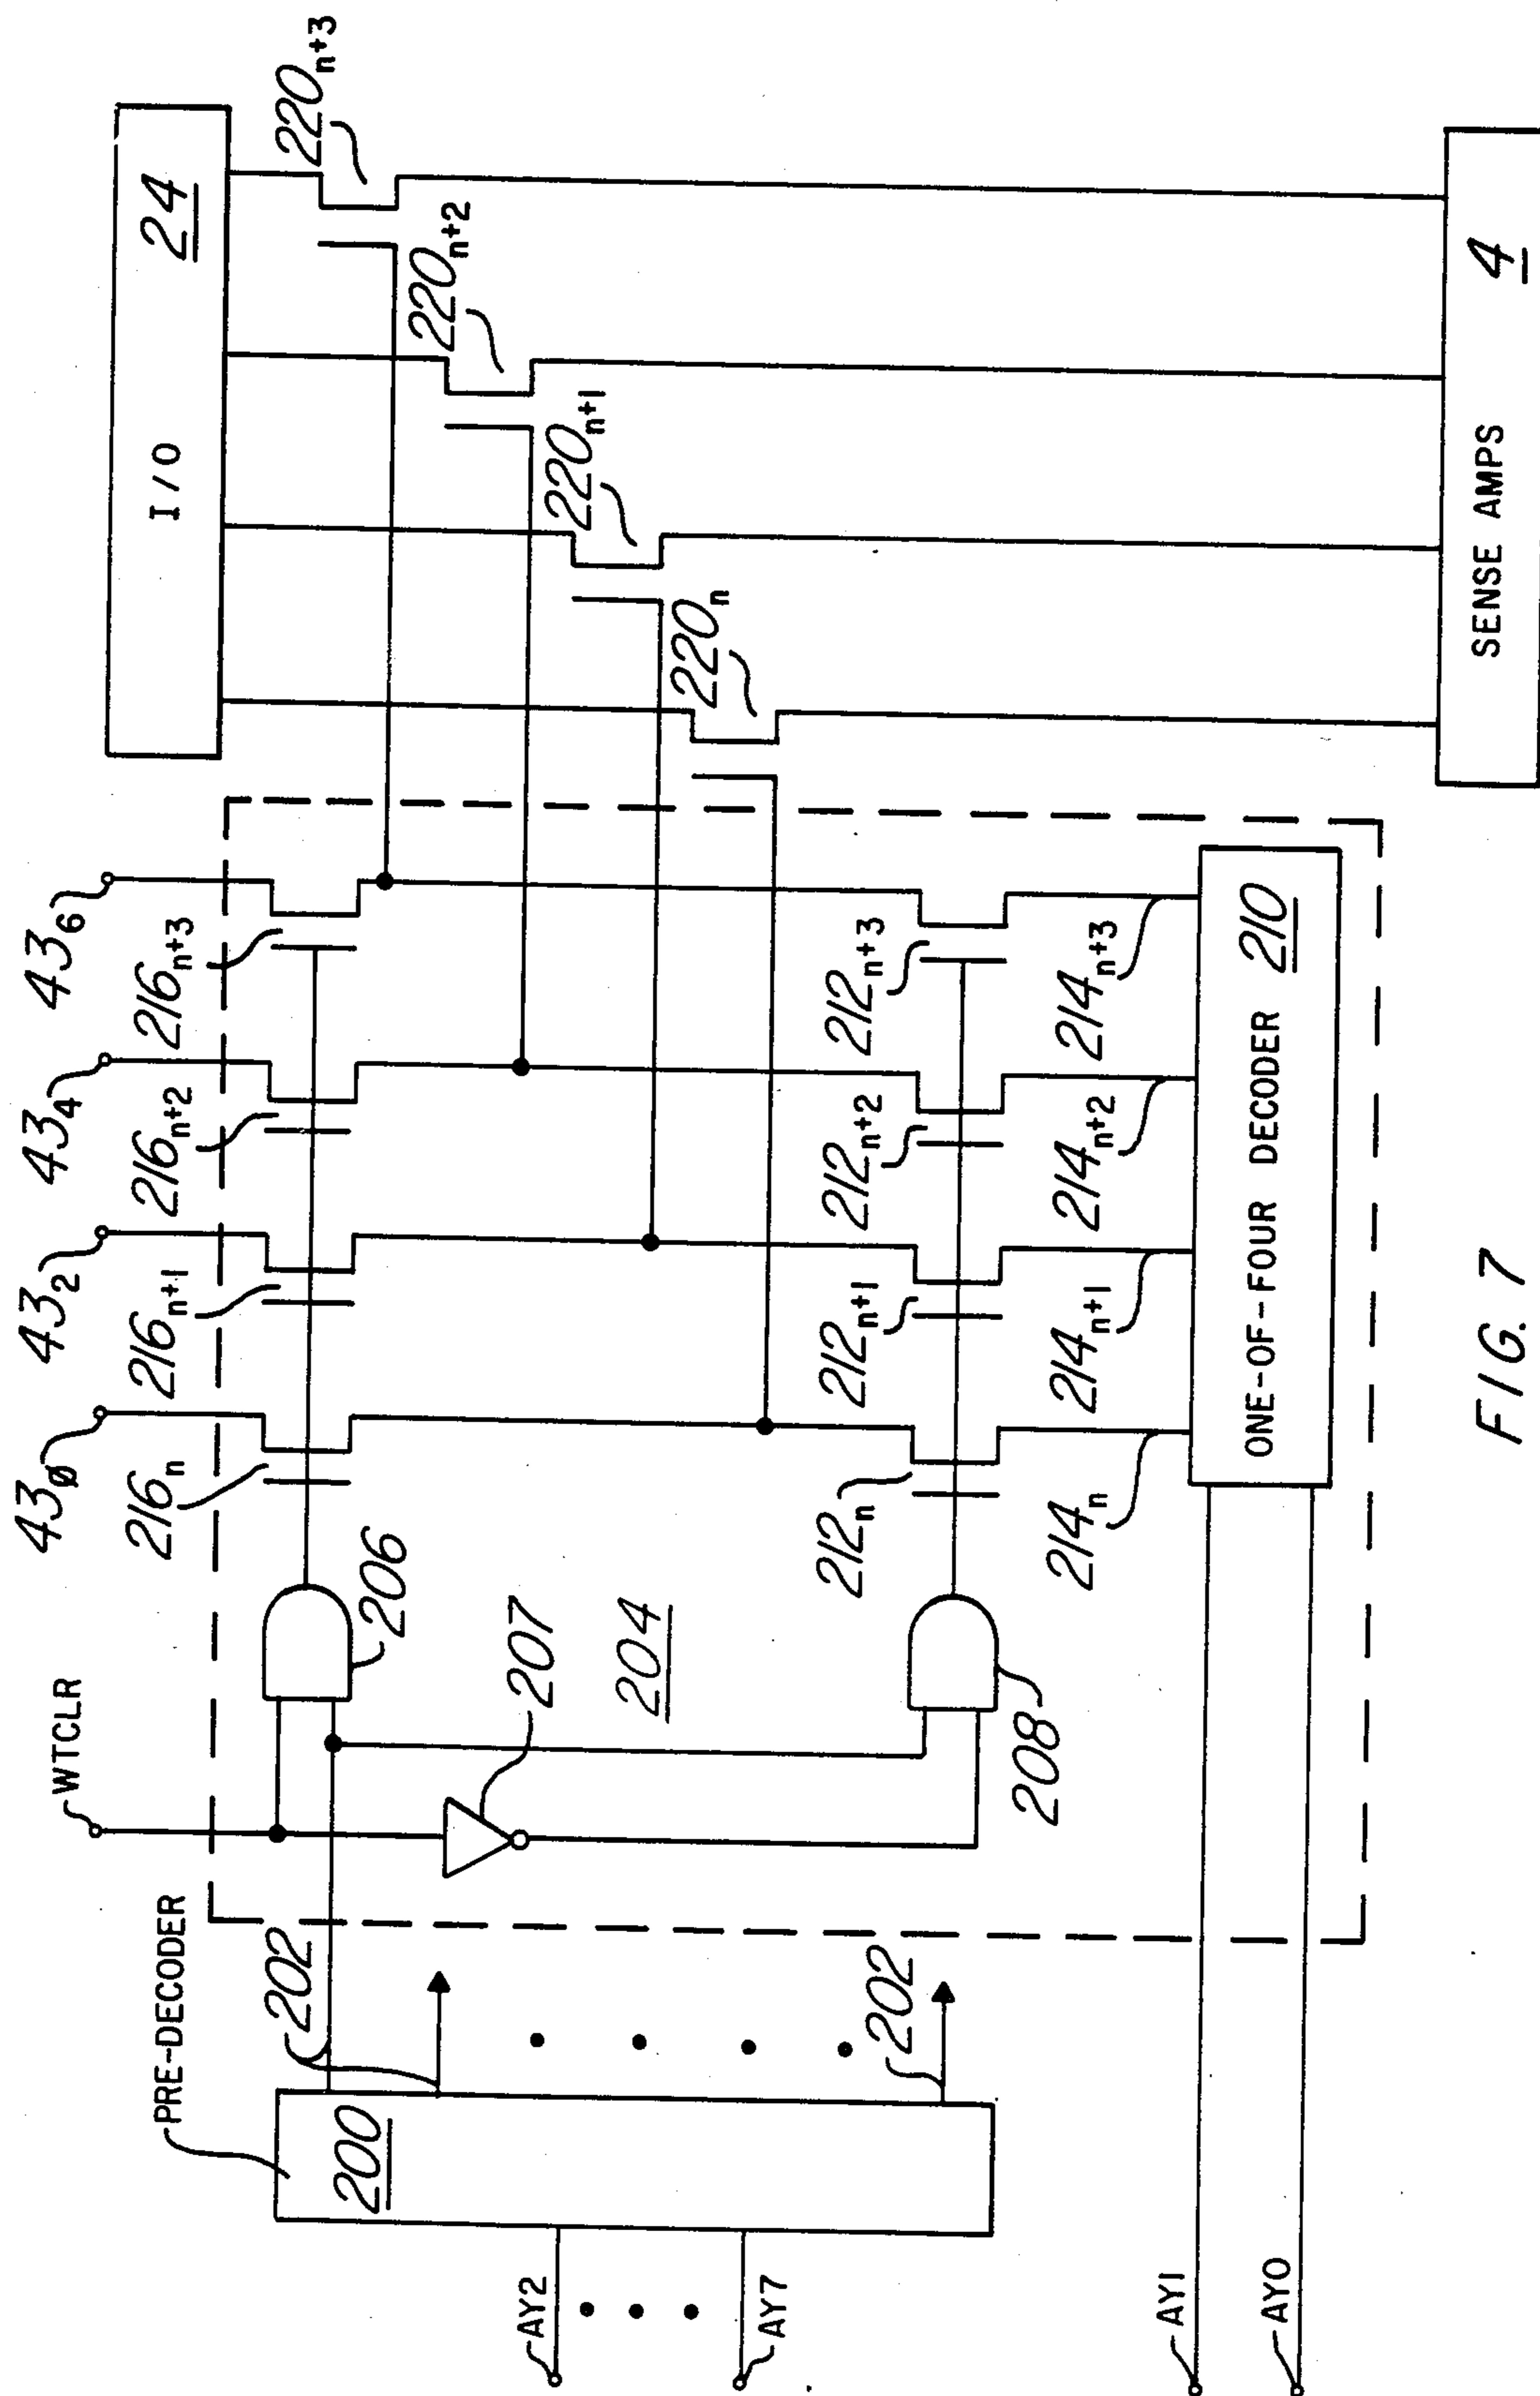 WTCLR
43₀̸
43₂
43₄
43₆
I / O
24
216ₙ
216ₙ₊₁
216ₙ₊₂
216ₙ₊₃
220ₙ₊₃
220ₙ₊₂
220ₙ₊₁
220ₙ
PRE-DECODER
200
202
202
206
207
204
208
AY2
AY7
212ₙ
212ₙ₊₁
212ₙ₊₂
212ₙ₊₃
214ₙ
214ₙ₊₁
214ₙ₊₂
214ₙ₊₃
AY1
AY0
ONE-OF-FOUR DECODER 210
SENSE AMPS 4
FIG. 7